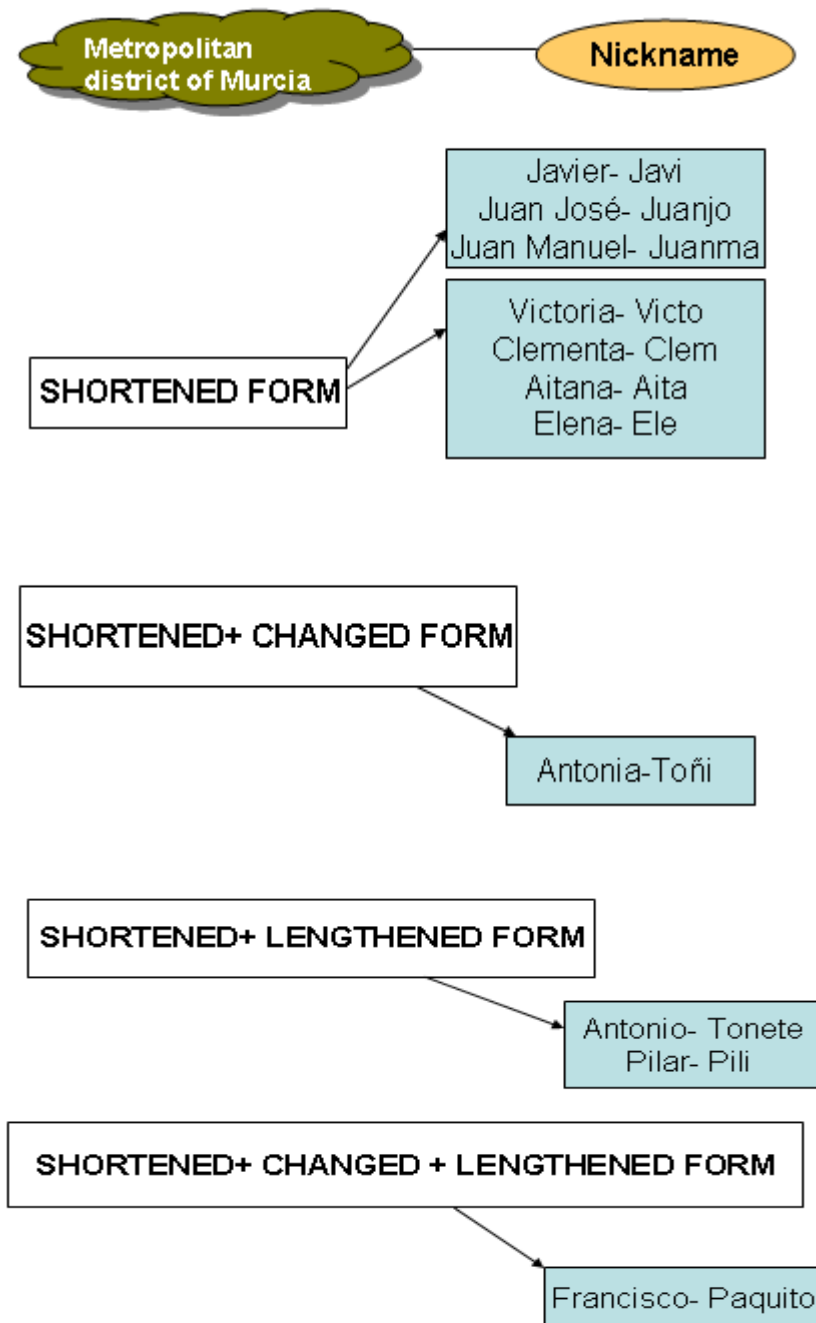 Metropolitan
district of Murcia
Nickname
Javier- Javi
Juan José- Juanjo
Juan Manuel- Juanma
Victoria- Victo
Clementa- Clem
Aitana- Aita
Elena- Ele
SHORTENED FORM
SHORTENED+ CHANGED FORM
Antonia-Toñi
SHORTENED+ LENGTHENED FORM
Antonio- Tonete
Pilar- Pili
SHORTENED+ CHANGED + LENGTHENED FORM
Francisco- Paquito